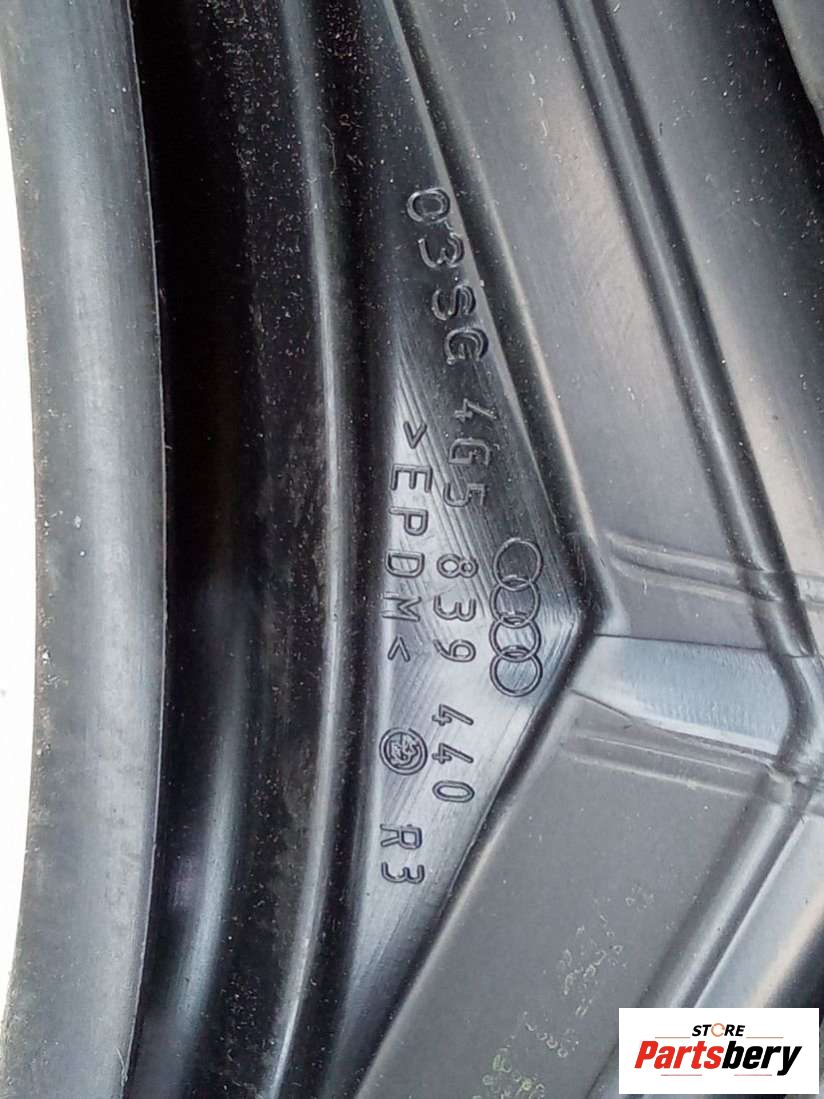 03SG 4G5 839 440
>EPDM<
R3
STORE
Partsbery